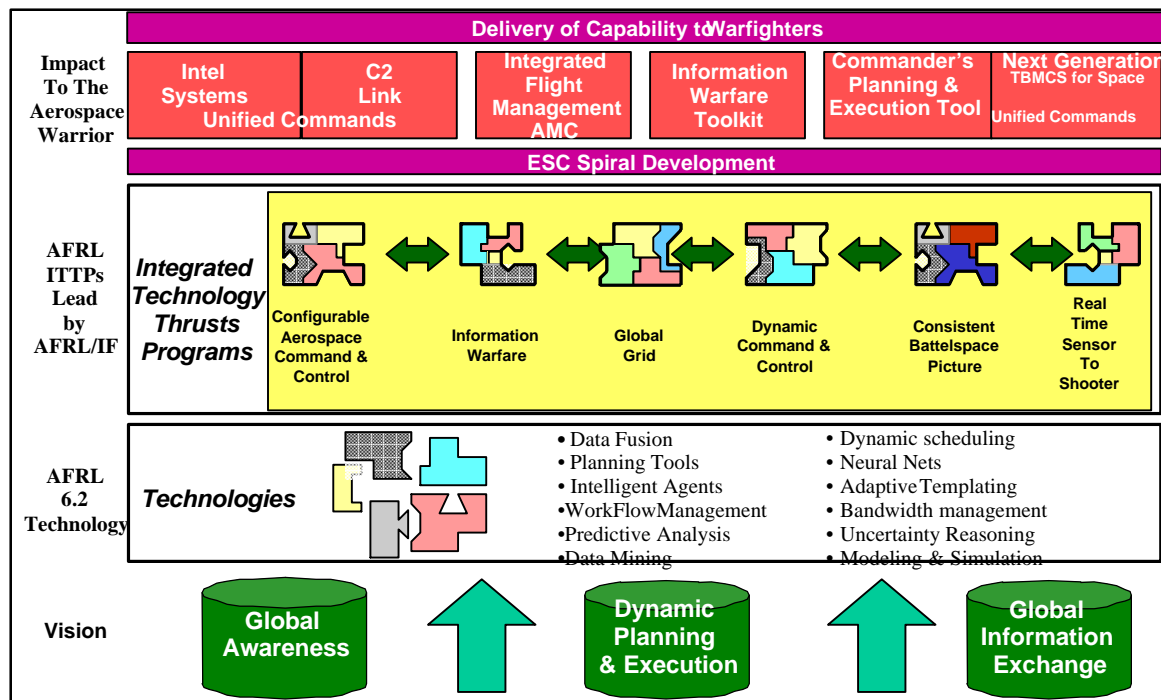 Delivery of Capability to Warfighters
Impact
To The
Aerospace
Warrior
Intel
Systems
C2
Link
Unified Commands
Integrated
Flight
Management
AMC
Information
Warfare
Toolkit
Commander's
Planning &
Execution Tool
Next Generation
TBMCS for Space
Unified Commands
ESC Spiral Development
AFRL
ITTPs
Lead
by
AFRL/IF
Integrated
Technology
Thrusts
Programs
Configurable
Aerospace
Command &
Control
Information
Warfare
Global
Grid
Dynamic
Command &
Control
Consistent
Battelspace
Picture
Real
Time
Sensor
To
Shooter
AFRL
6.2
Technology
Technologies
• Data Fusion
• Planning Tools
• Intelligent Agents
•WorkFlowManagement
•Predictive Analysis
•Data Mining
• Dynamic scheduling
• Neural Nets
• Adaptive Templating
• Bandwidth management
• Uncertainty Reasoning
• Modeling & Simulation
Vision
Global
Awareness
Dynamic
Planning
& Execution
Global
Information
Exchange